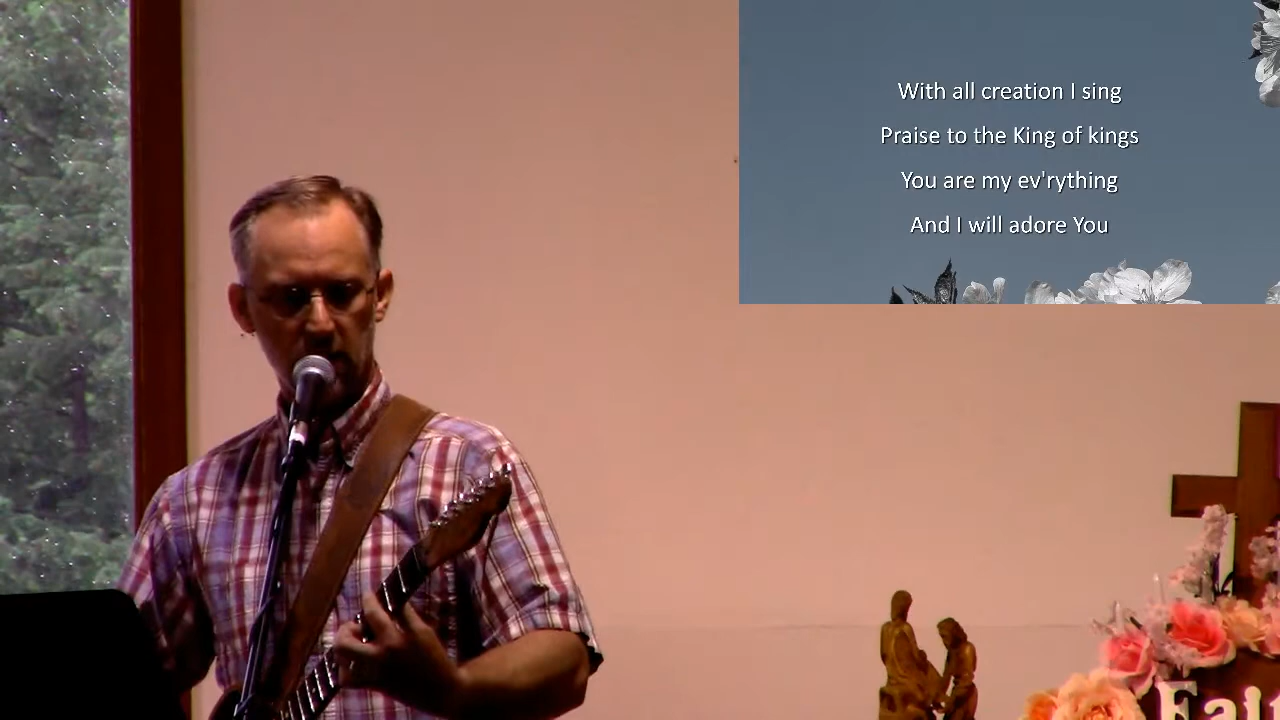 With all creation I sing
Praise to the King of kings
You are my ev'rything
And I will adore You